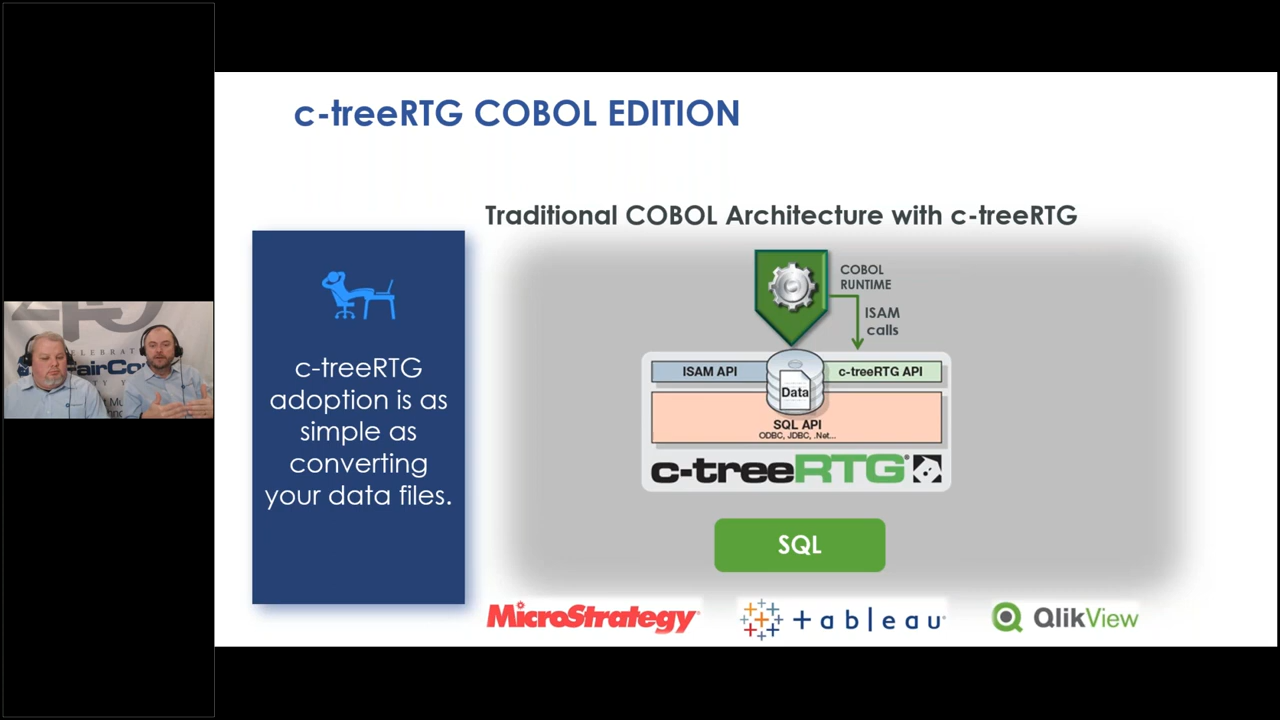 c-treeRTG COBOL EDITION
Traditional COBOL Architecture with c-treeRTG
c-treeRTG
adoption is as
simple as
converting
your data files.
COBOL
RUNTIME
ISAM
calls
ISAM API
c-treeRTG API
Data
SQL API
ODBC, JDBC, .Net...
c-treeRTG®
SQL
MicroStrategy
+ableau
QlikView